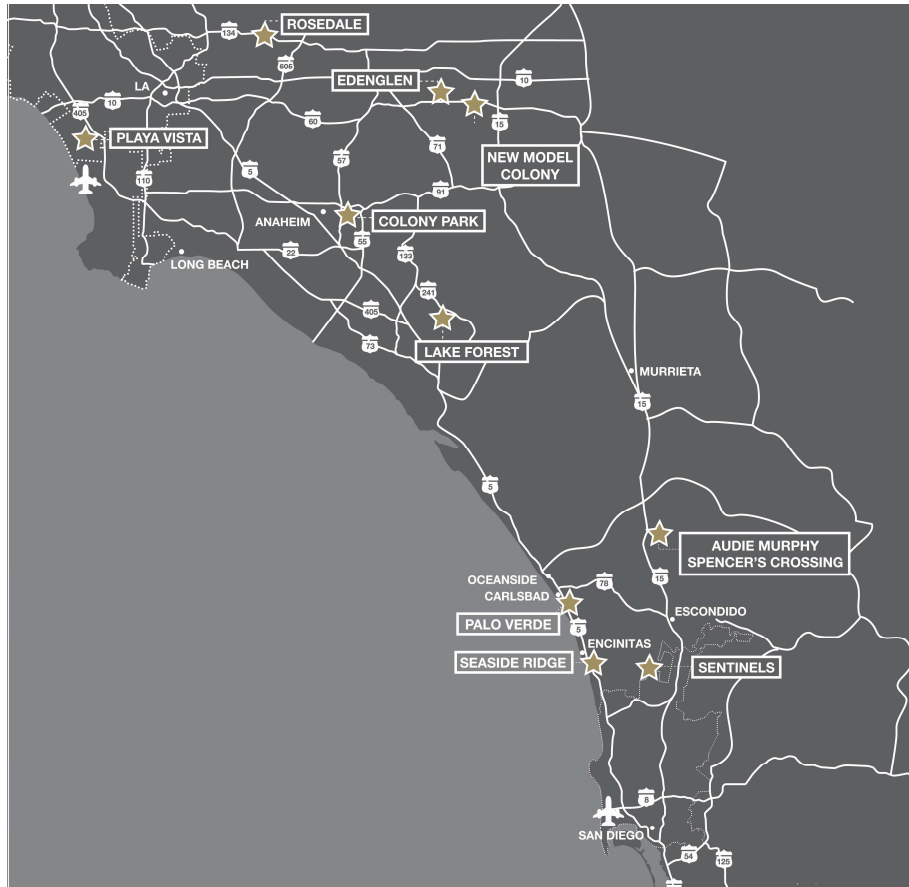 ROSEDALE
134
605
EDENGLEN
10
LA
10
405
60
15
PLAYA VISTA
57
71
NEW MODEL
COLONY
5
110
91
ANAHEIM
COLONY PARK
55
22
133
LONG BEACH
241
405
73
LAKE FOREST
MURRIETA
15
5
AUDIE MURPHY
SPENCER'S CROSSING
OCEANSIDE
78
15
CARLSBAD
ESCONDIDO
PALO VERDE
5
ENCINITAS
SEASIDE RIDGE
SENTINELS
8
SAN DIEGO
54
125